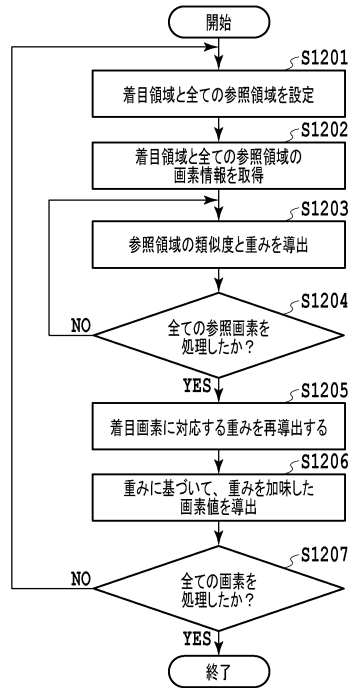 開始
S1201
着目領域と全ての参照領域を設定
S1202
着目領域と全ての参照領域の
画素情報を取得
S1203
参照領域の類似度と重みを導出
S1204
全ての参照画素を
処理したか？
NO
YES
S1205
着目画素に対応する重みを再導出する
S1206
重みに基づいて、重みを加味した
画素値を導出
S1207
全ての画素を
処理したか？
NO
YES
終了